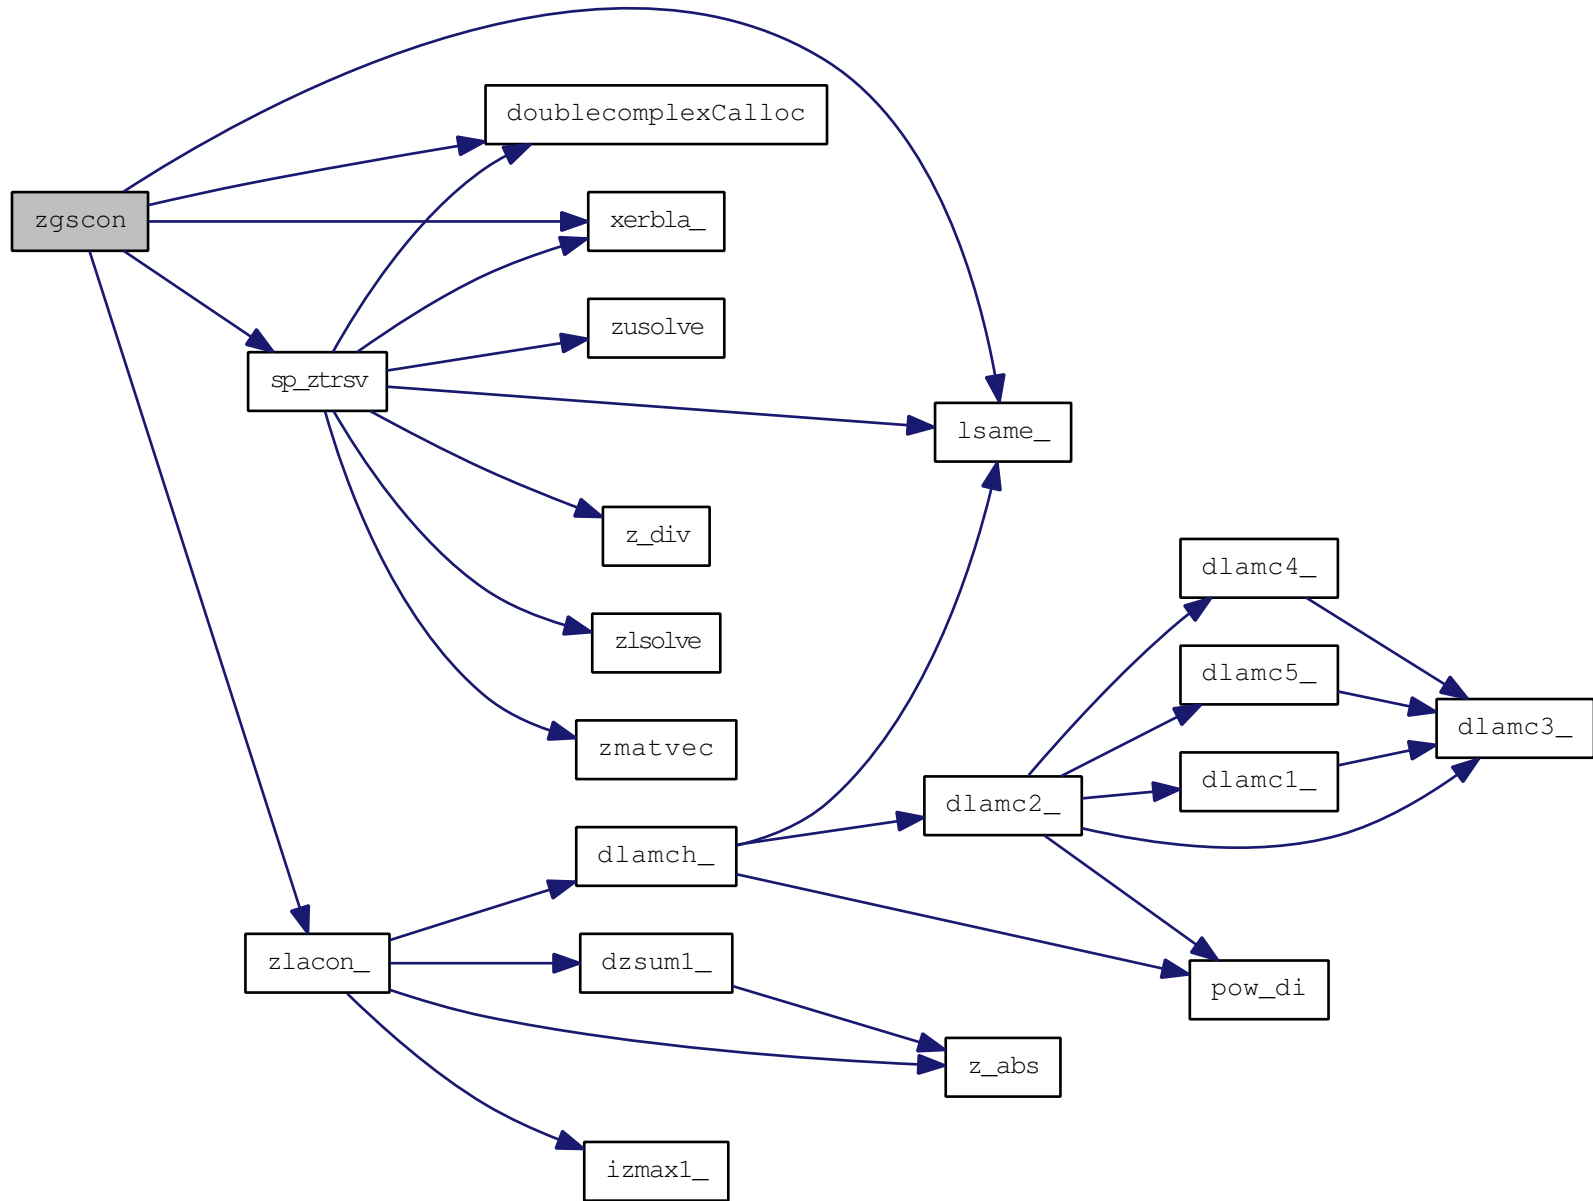 doublecomplexCalloc
zgscon
xerbla_
zusolve
sp_ztrsv
lsame_
z_div
dlamc4_
zlsolve
dlamc5_
dlamc3_
zmatvec
dlamc1_
dlamc2_
dlamch_
zlacon_
dzsum1_
pow_di
z_abs
izmax1_